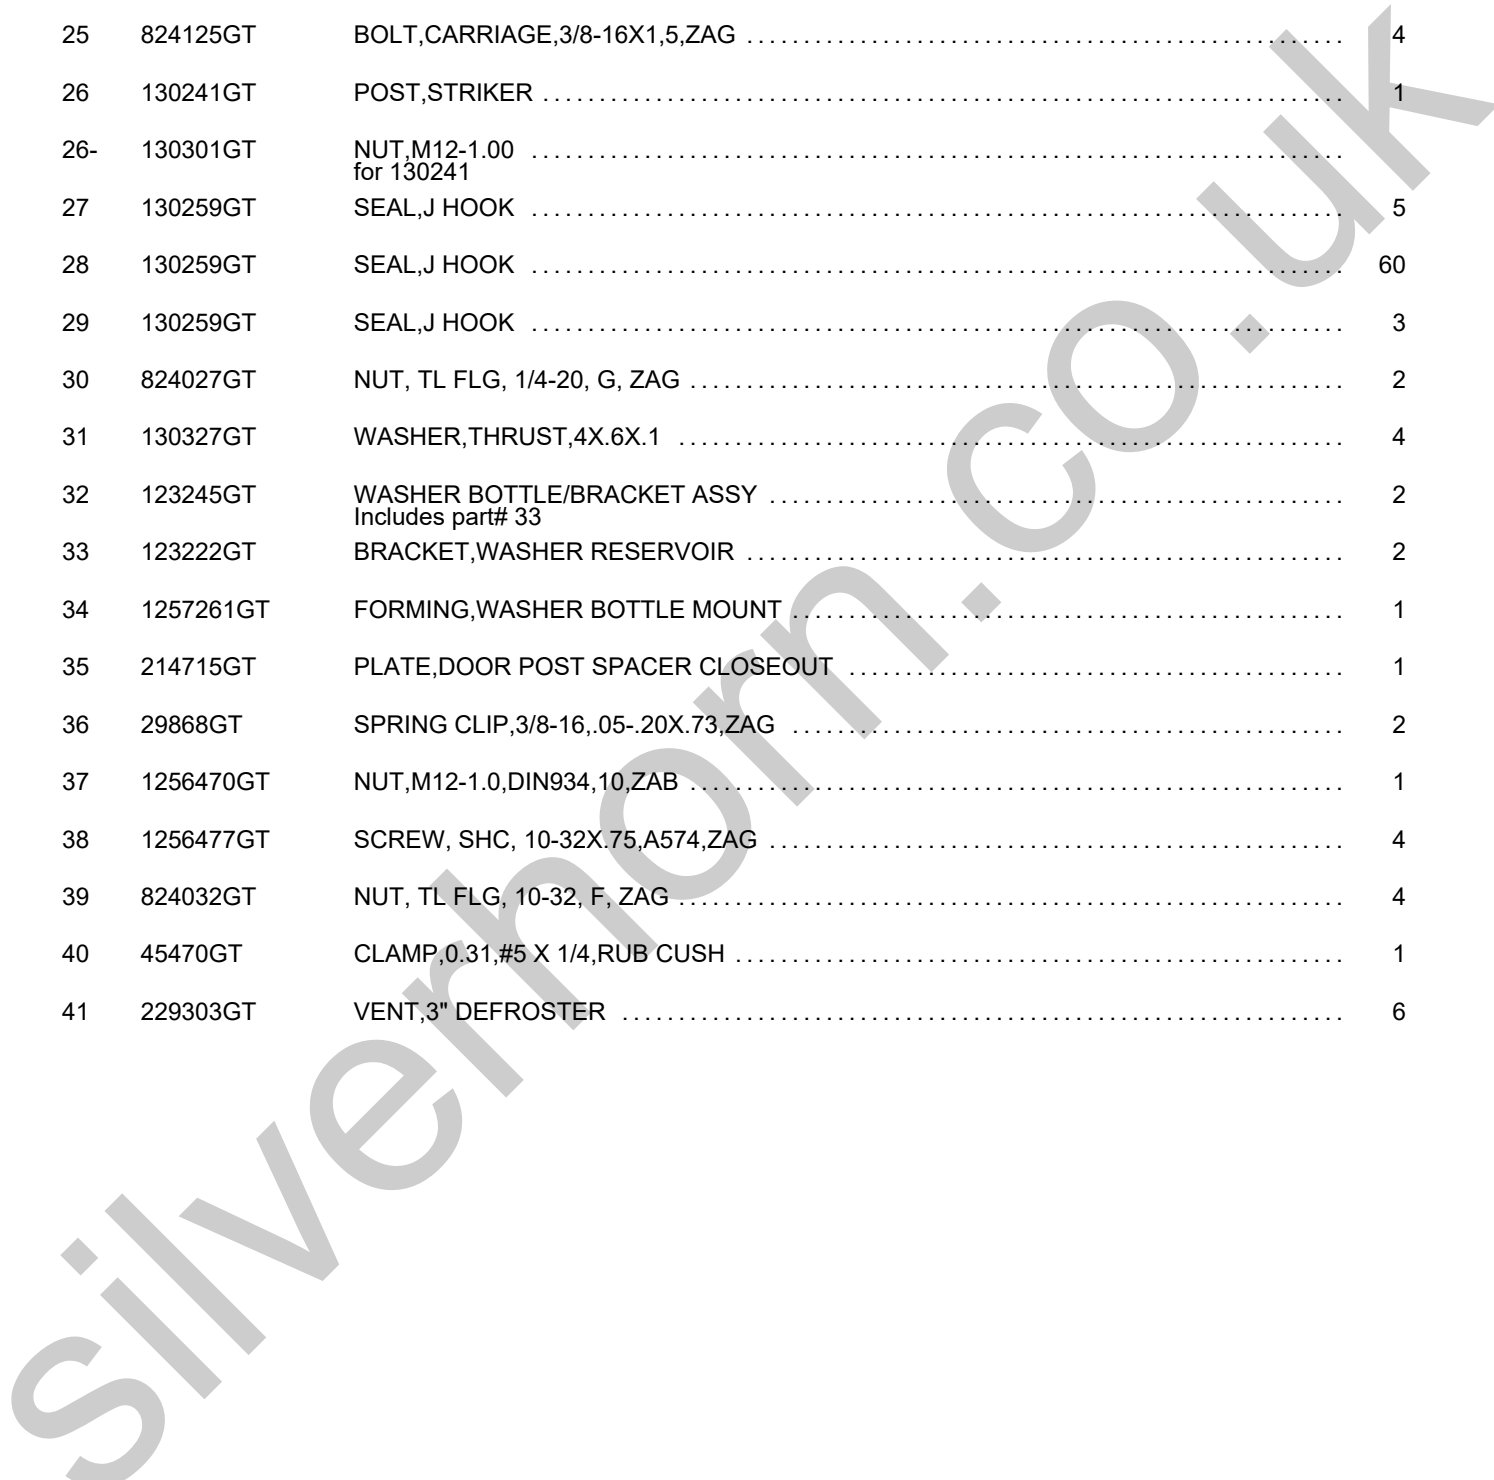 25 824125GT BOLT,CARRIAGE,3/8-16X1,5,ZAG ........ 4
26 130241GT POST,STRIKER ........ 1
26- 130301GT NUT,M12-1.00 ........
for 130241
27 130259GT SEAL,J HOOK ........ 5
28 130259GT SEAL,J HOOK ........ 60
29 130259GT SEAL,J HOOK ........ 3
30 824027GT NUT, TL FLG, 1/4-20, G, ZAG ........ 2
31 130327GT WASHER,THRUST,4X.6X.1 ........ 4
32 123245GT WASHER BOTTLE/BRACKET ASSY ........ 2
Includes part# 33
33 123222GT BRACKET,WASHER RESERVOIR ........ 2
34 1257261GT FORMING,WASHER BOTTLE MOUNT ........ 1
35 214715GT PLATE,DOOR POST SPACER CLOSEOUT ........ 1
36 29868GT SPRING CLIP,3/8-16,.05-.20X.73,ZAG ........ 2
37 1256470GT NUT,M12-1.0,DIN934,10,ZAB ........ 1
38 1256477GT SCREW, SHC, 10-32X.75,A574,ZAG ........ 4
39 824032GT NUT, TL FLG, 10-32, F, ZAG ........ 4
40 45470GT CLAMP,0.31,#5 X 1/4,RUB CUSH ........ 1
41 229303GT VENT,3" DEFROSTER ........ 6
silverhorn.co.uk